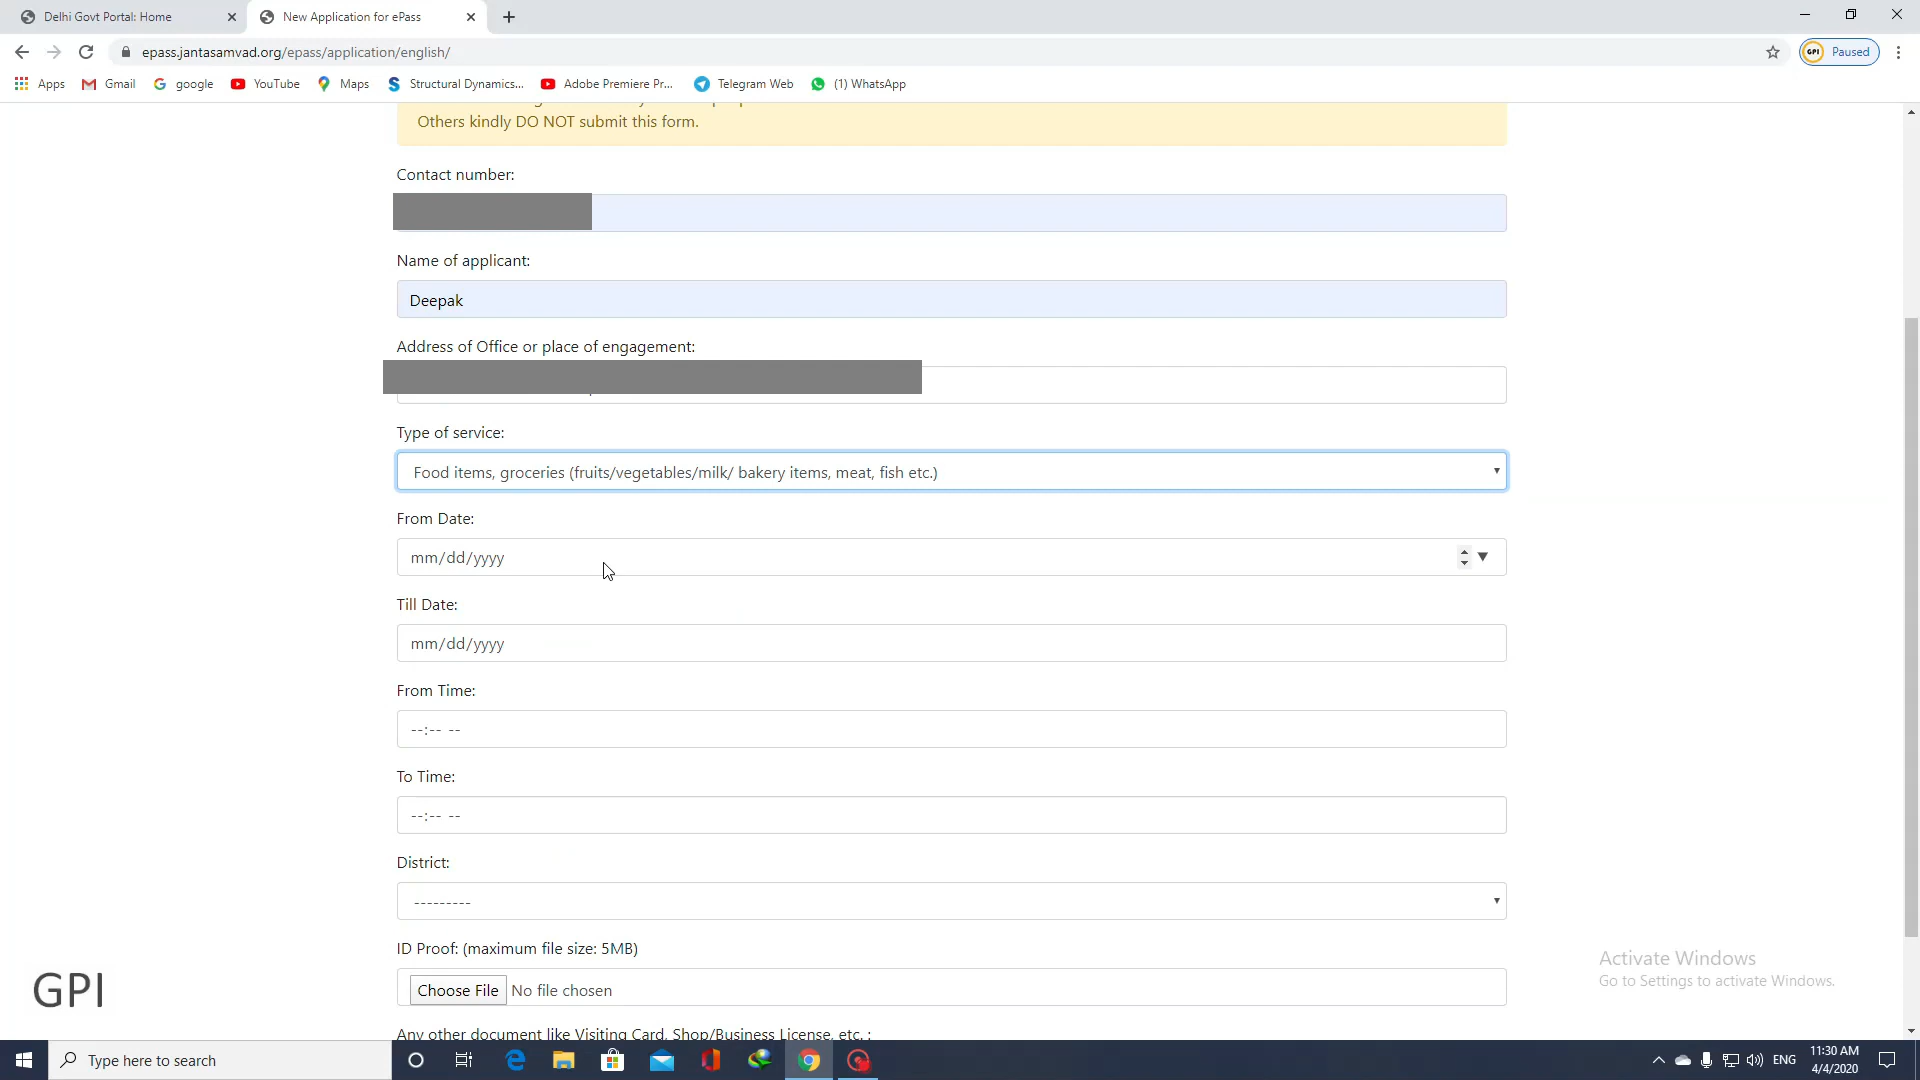 Delhi Govt Portal: Home
New Application for ePass
epass.jantasamvad.org/epass/application/english/
GPI
Paused
Apps
Gmail
google
YouTube
Maps
Structural Dynamics...
Adobe Premiere Pr...
Telegram Web
(1) WhatsApp
Others kindly DO NOT submit this form.
Contact number:
Name of applicant:
Deepak
Address of Office or place of engagement:
Type of service:
Food items, groceries (fruits/vegetables/milk/ bakery items, meat, fish etc.)
From Date:
mm/dd/yyyy
Till Date:
mm/dd/yyyy
From Time:
--:-- --
To Time:
--:-- --
District:
---------
ID Proof: (maximum file size: 5MB)
Choose File No file chosen
Any other document like Visiting Card, Shop/Business License, etc. :
Activate Windows
Go to Settings to activate Windows.
GPI
Type here to search
ENG
11:30 AM
4/4/2020